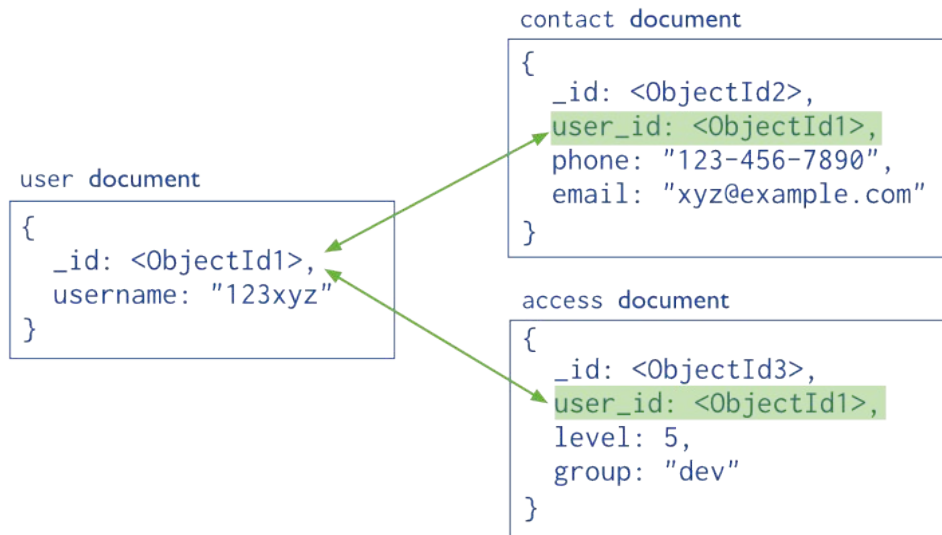 user document
{
_id: <ObjectId1>,
username: "123xyz"
}
contact document
{
_id: <ObjectId2>,
user_id: <ObjectId1>,
phone: "123-456-7890",
email: "xyz@example.com"
}
access document
{
_id: <ObjectId3>,
user_id: <ObjectId1>,
level: 5,
group: "dev"
}